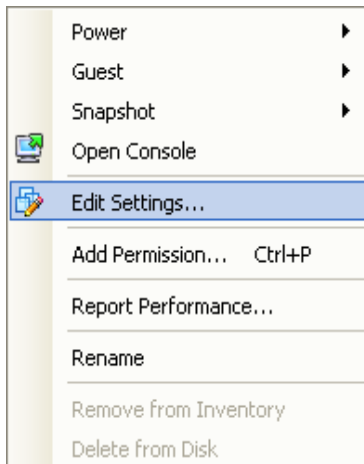 Power
Guest
Snapshot
Open Console
Edit Settings...
Add Permission... Ctrl+P
Report Performance...
Rename
Remove from Inventory
Delete from Disk